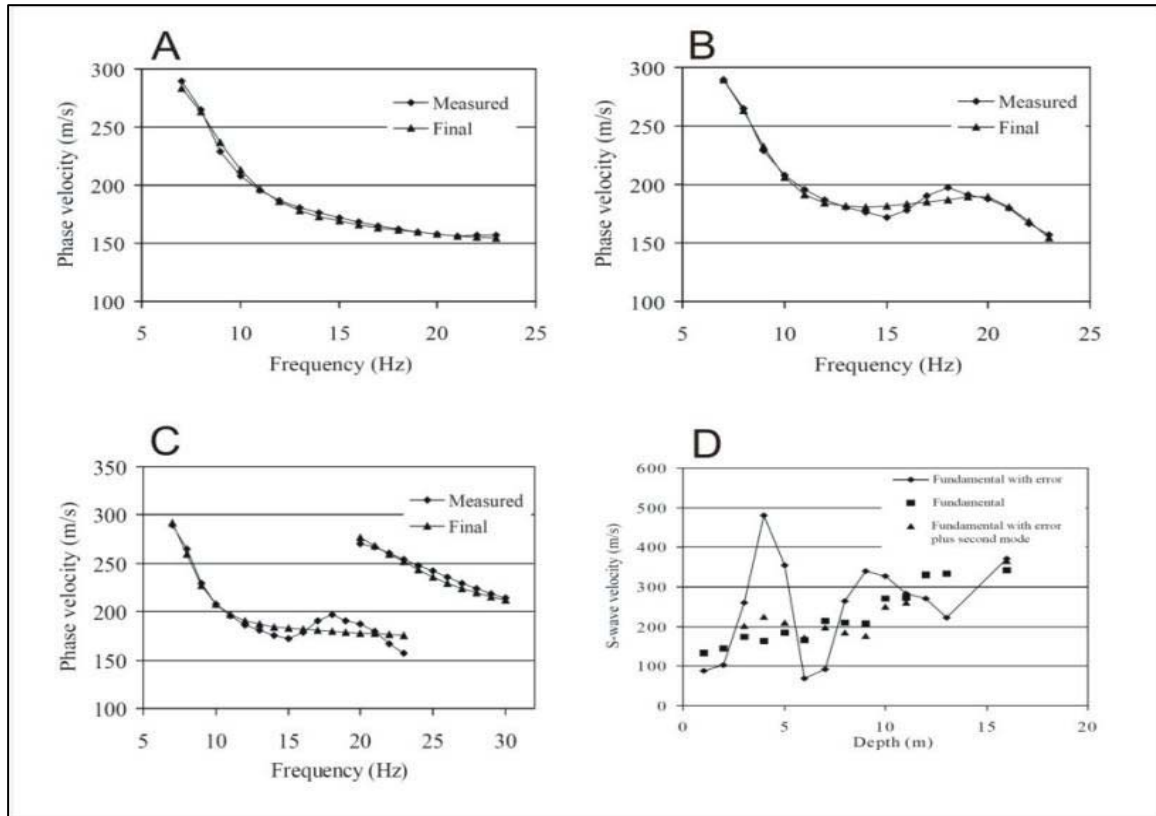 A
300
250
200
150
100
5
10
15
20
25
Phase velocity (m/s)
Frequency (Hz)
Measured
Final
B
300
250
200
150
100
5
10
15
20
25
Phase velocity (m/s)
Frequency (Hz)
Measured
Final
C
350
300
250
200
150
100
5
10
15
20
25
30
Phase velocity (m/s)
Frequency (Hz)
Measured
Final
D
600
500
400
300
200
100
0
0
5
10
15
20
S-wave velocity (m/s)
Depth (m)
Fundamental with error
Fundamental
Fundamental with error
plus second mode